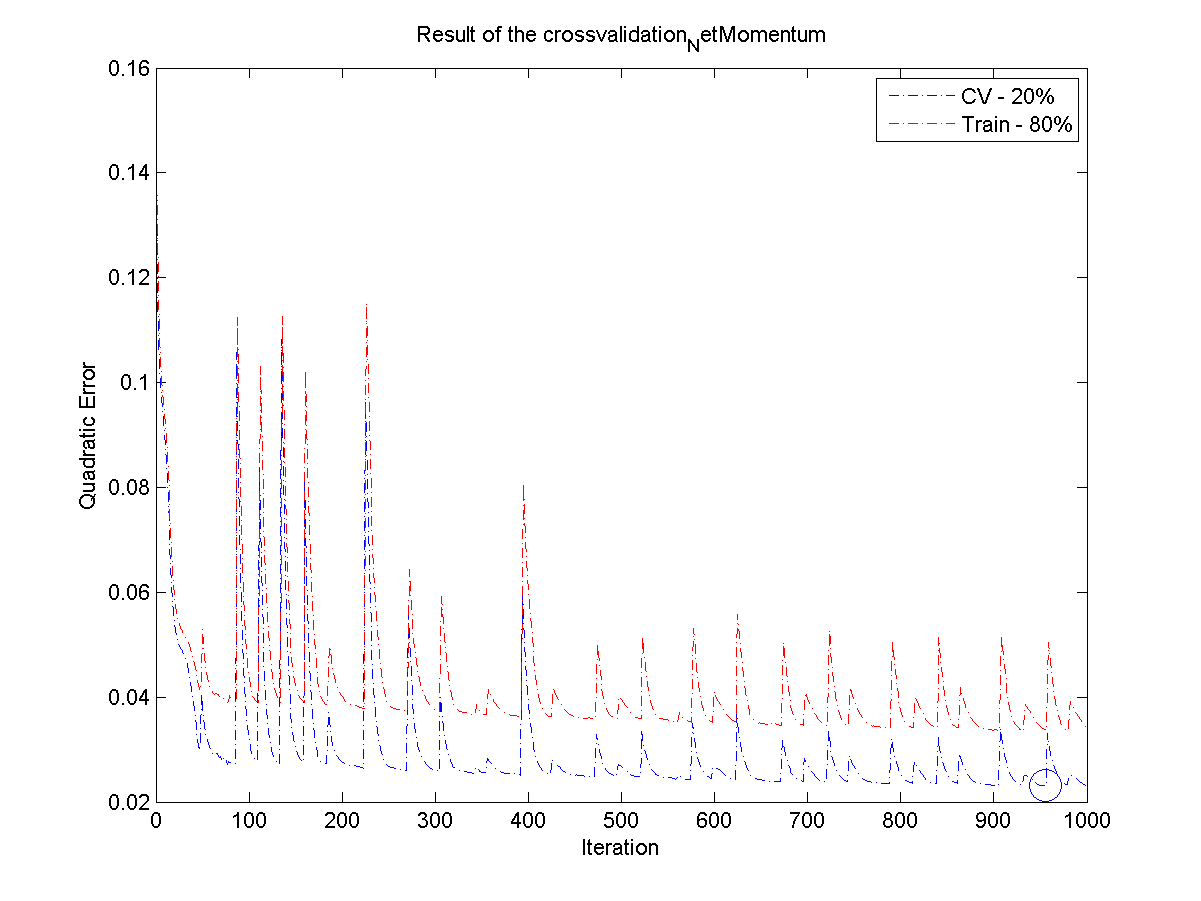 Result of the crossvalidation_NetMomentum
0.16
0.14
0.12
0.1
0.08
0.06
0.04
0.02
Quadratic Error
CV - 20%
Train - 80%
0 100 200 300 400 500 600 700 800 900 1000
Iteration